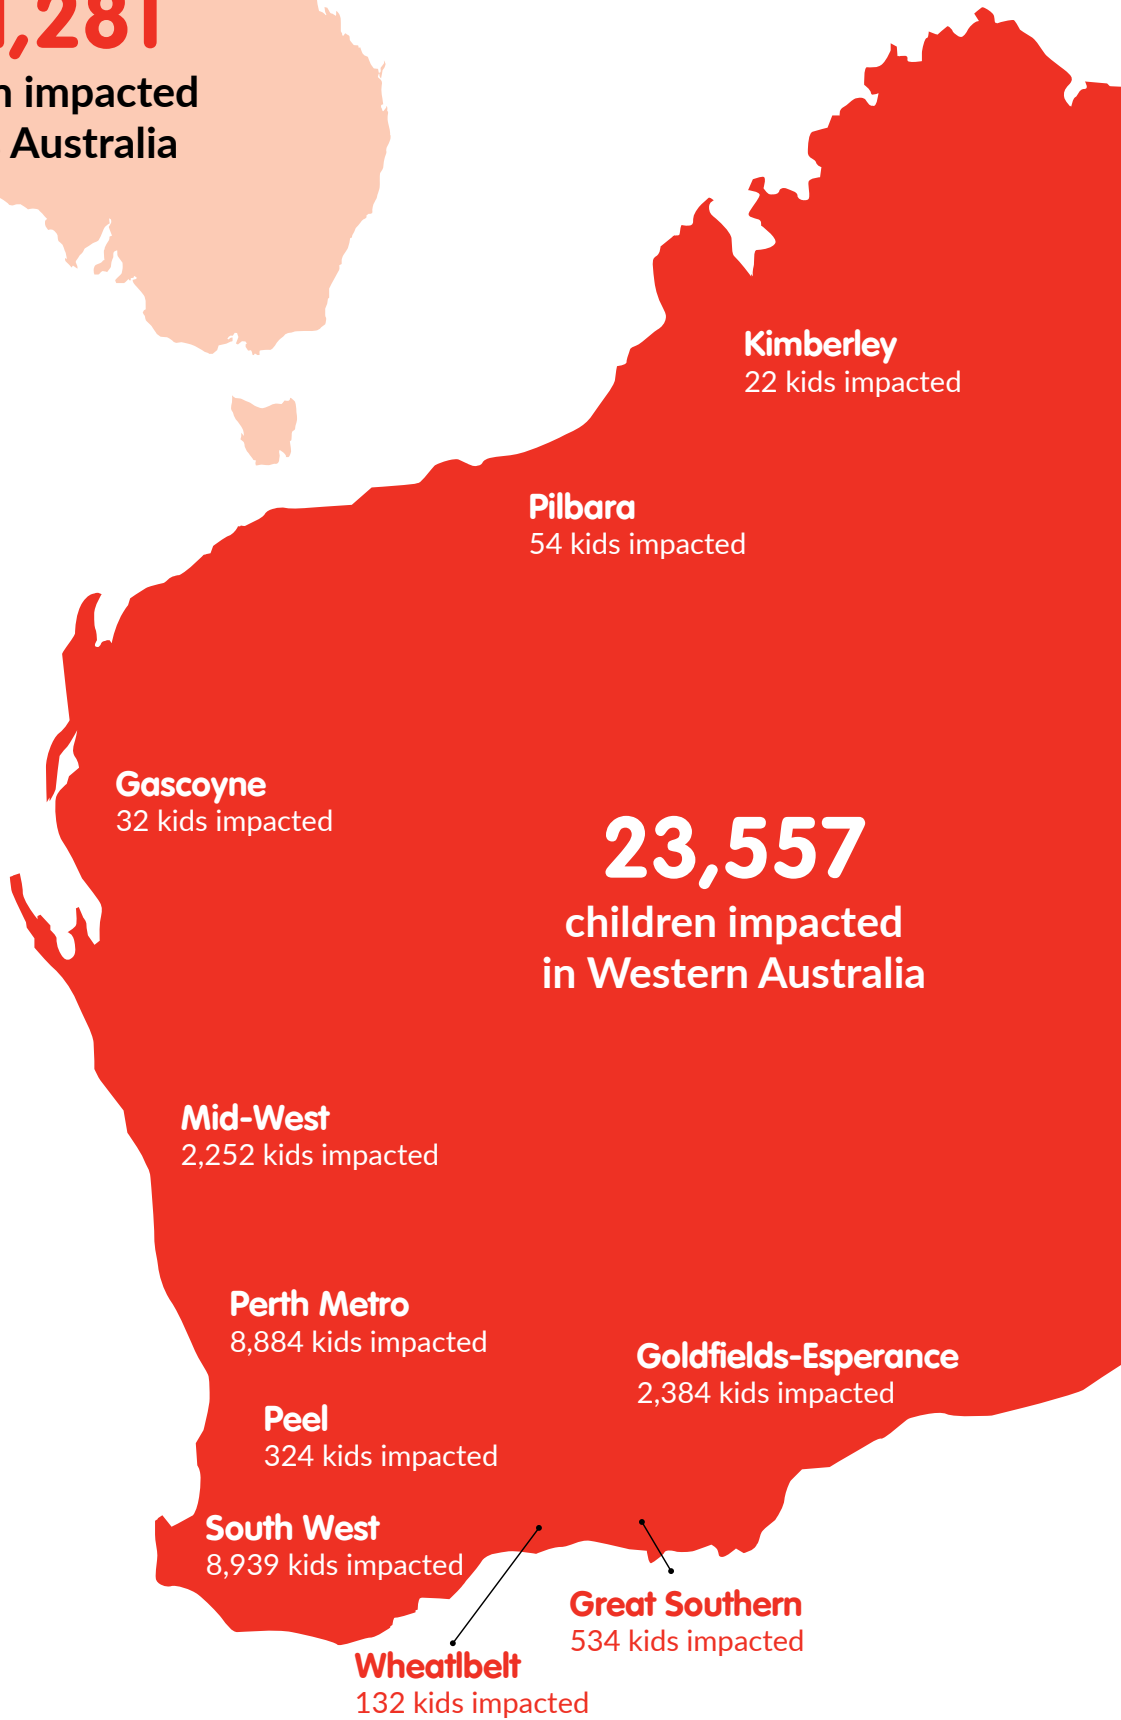 ,281
impacted
Australia
Kimberley
22 kids impacted
Pilbara
54 kids impacted
Gascoyne
32 kids impacted
23,557
children impacted
in Western Australia
Mid-West
2,252 kids impacted
Perth Metro
8,884 kids impacted
Goldfields-Esperance
2,384 kids impacted
Peel
324 kids impacted
South West
8,939 kids impacted
Great Southern
534 kids impacted
Wheatlbelt
132 kids impacted